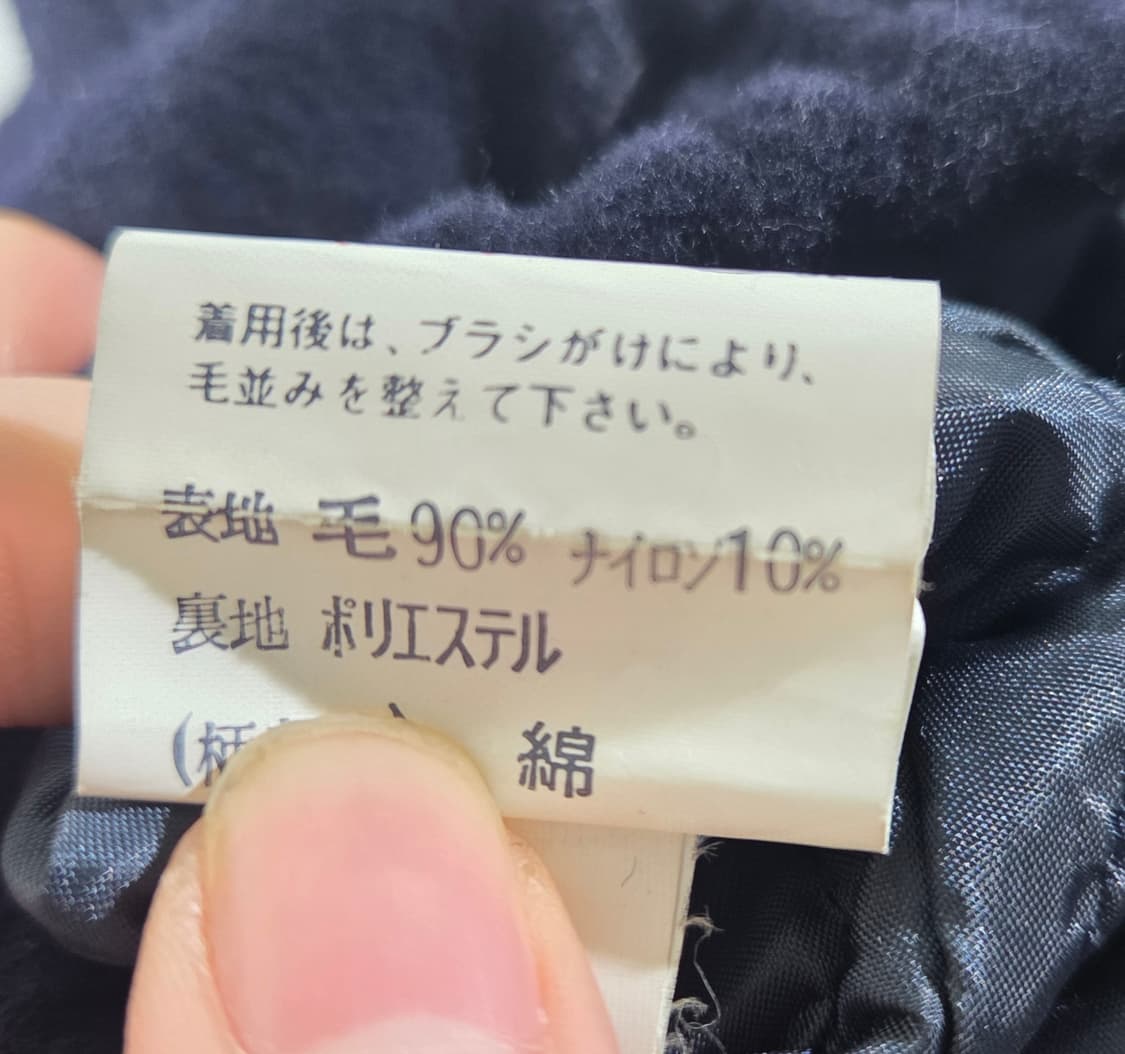 着用後は、ブラシがけにより、
毛並みを整えて下さい。
表地 毛90% ナイロン10%
裏地 ポリエステル
(柄 ) 綿